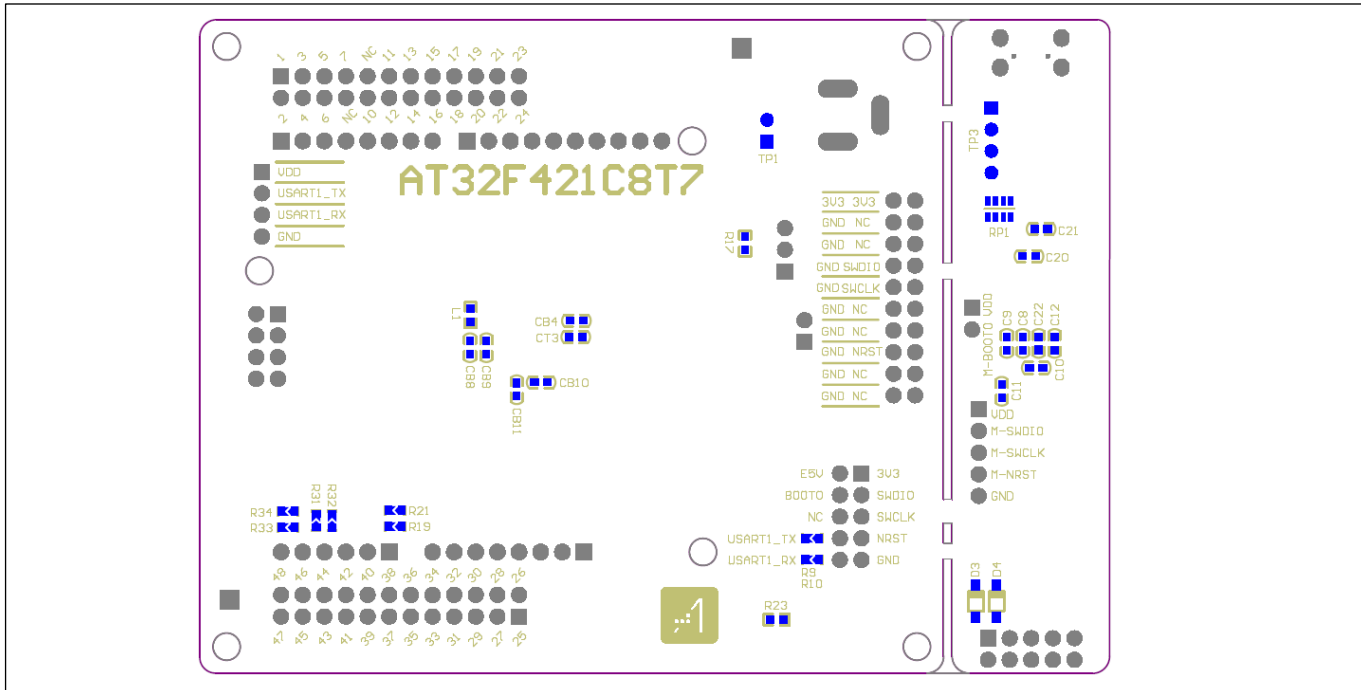 1 3 5 7 NC 11 13 15 17 19 21 23
2 4 6 NC 10 12 14 16 18 20 22 24
TP1
TP3
AT32F421C8T7
VDD
USART1_TX
USART1_RX
GND
3V3 3V3
GND NC
GND NC
GND SWDIO
GND SWCLK
GND NC
GND NC
GND NRST
GND NC
GND NC
R17
RP1
C21
C20
L1
CB4
CT3
CB8
CB9
CB10
CB11
M-BOOT0 VDD
C9
C8
C22
C12
C10
C11
VDD
M-SWDIO
M-SWCLK
M-NRST
GND
E5V 3V3
BOOT0 SWDIO
NC SWCLK
USART1_TX NRST
USART1_RX GND
R9
R10
R34
R33
R31
R32
R21
R19
R23
D3
D4
48 46 44 42 40 38 36 34 32 30 28 26
47 45 43 41 39 37 35 33 31 29 27 25